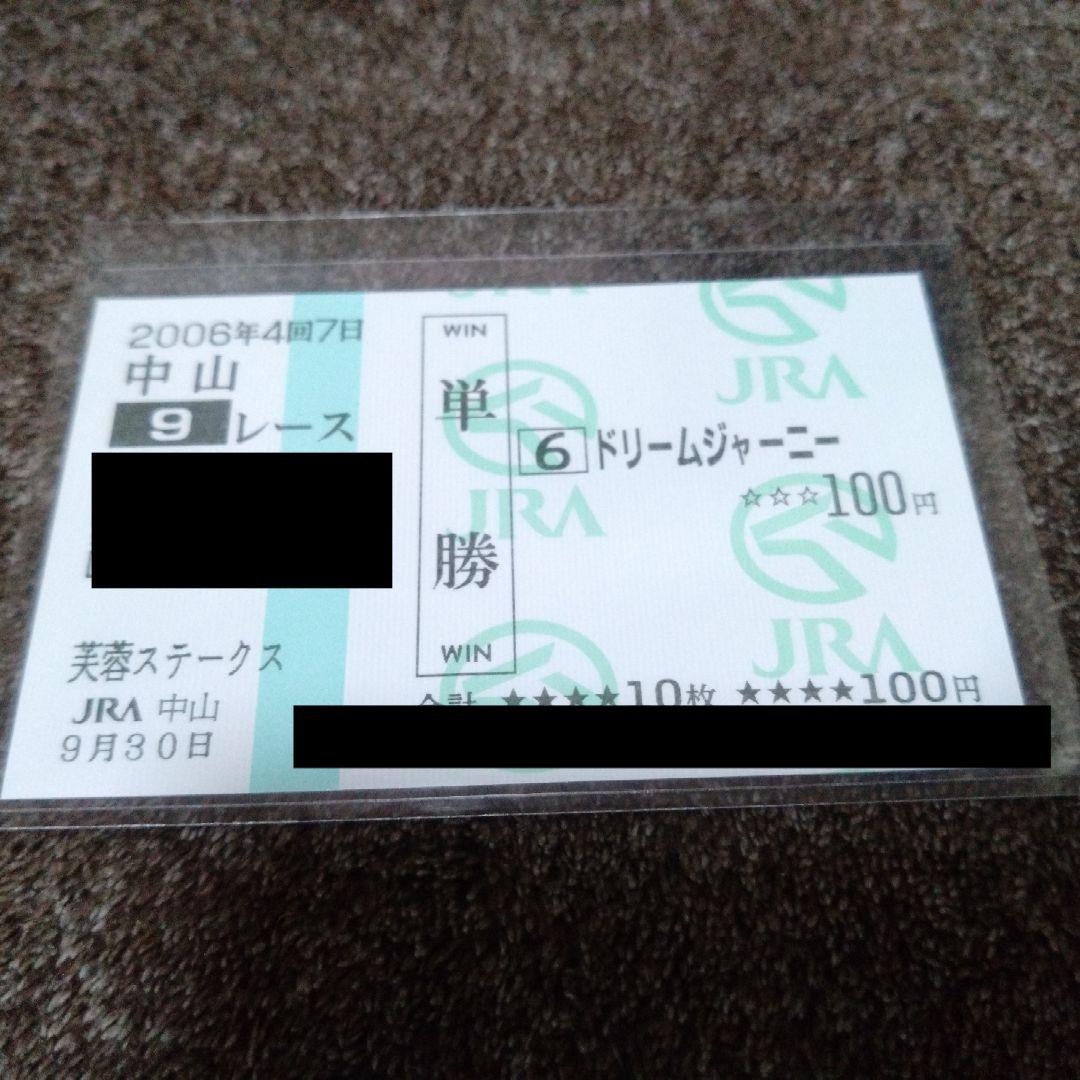 2006年4回7日
中山
9レース
芙蓉ステークス
JRA 中山
9月30日
WIN
単勝
WIN
6 ドリームジャーニー
☆☆☆100円
合計 ★★★★10枚 ★★★★100円
JRA
JRA
JRA